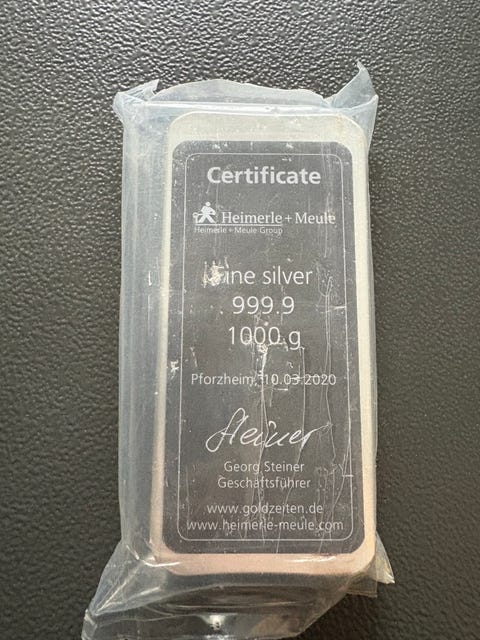 Certificate
Heimerle + Meule
Heimerle + Meule Group
Fine silver
999.9
1000 g
Pforzheim, 10.03.2020
Steiner
Georg Steiner
Geschäftsführer
www.goldzeiten.de
www.heimerle-meule.com